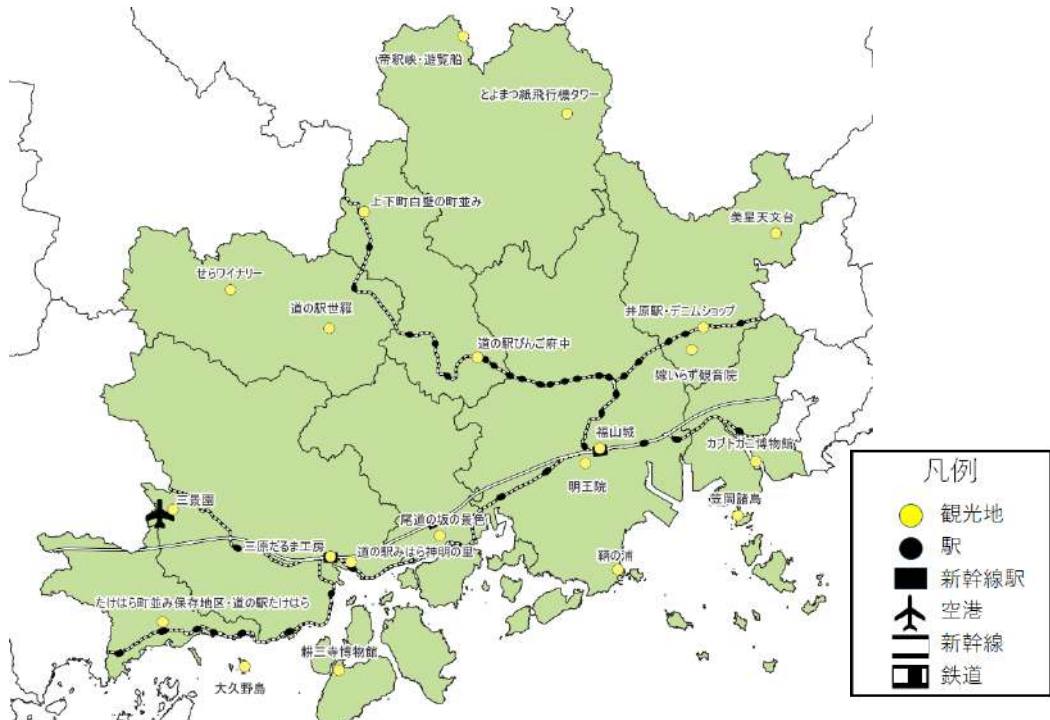 帝釈峡・遊覧船
とよまつ紙飛行機タワー
上下町白壁の町並み
美星天文台
せらワイナリー
道の駅世羅
井原駅・デニムショップ
道の駅びんご府中
嫁いらず観音院
福山城
カブトガニ博物館
明王院
三景園
尾道の坂の景色
笠岡諸島
三原だるま工房
道の駅みはら神明の里
鞆の浦
たけはら町並み保存地区・道の駅たけはら
耕三寺博物館
大久野島
凡例
観光地
駅
新幹線駅
空港
新幹線
鉄道